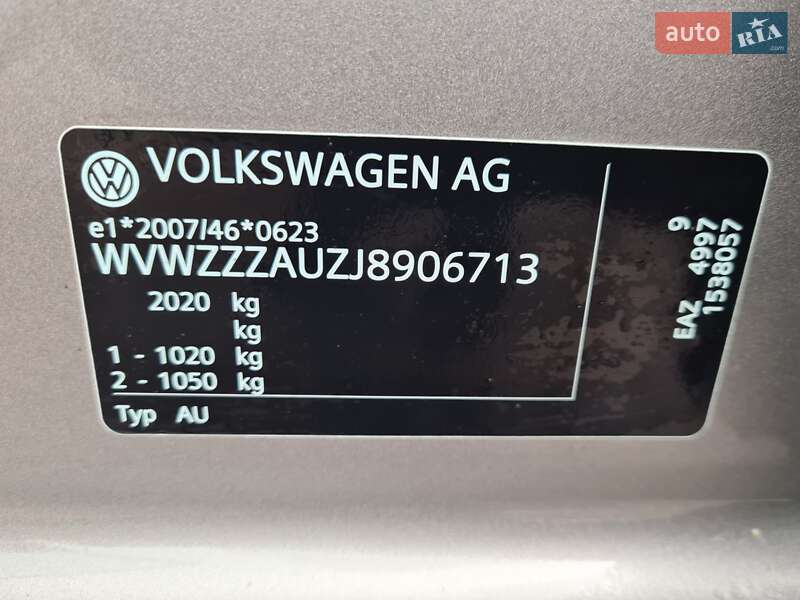 auto RIA .com
VOLKSWAGEN AG
e1*2007/46*0623
WVWZZZAUZJ8906713
2020 kg
kg
1 - 1020 kg
2 - 1050 kg
Typ AU
EAZ 4997 9
1538057